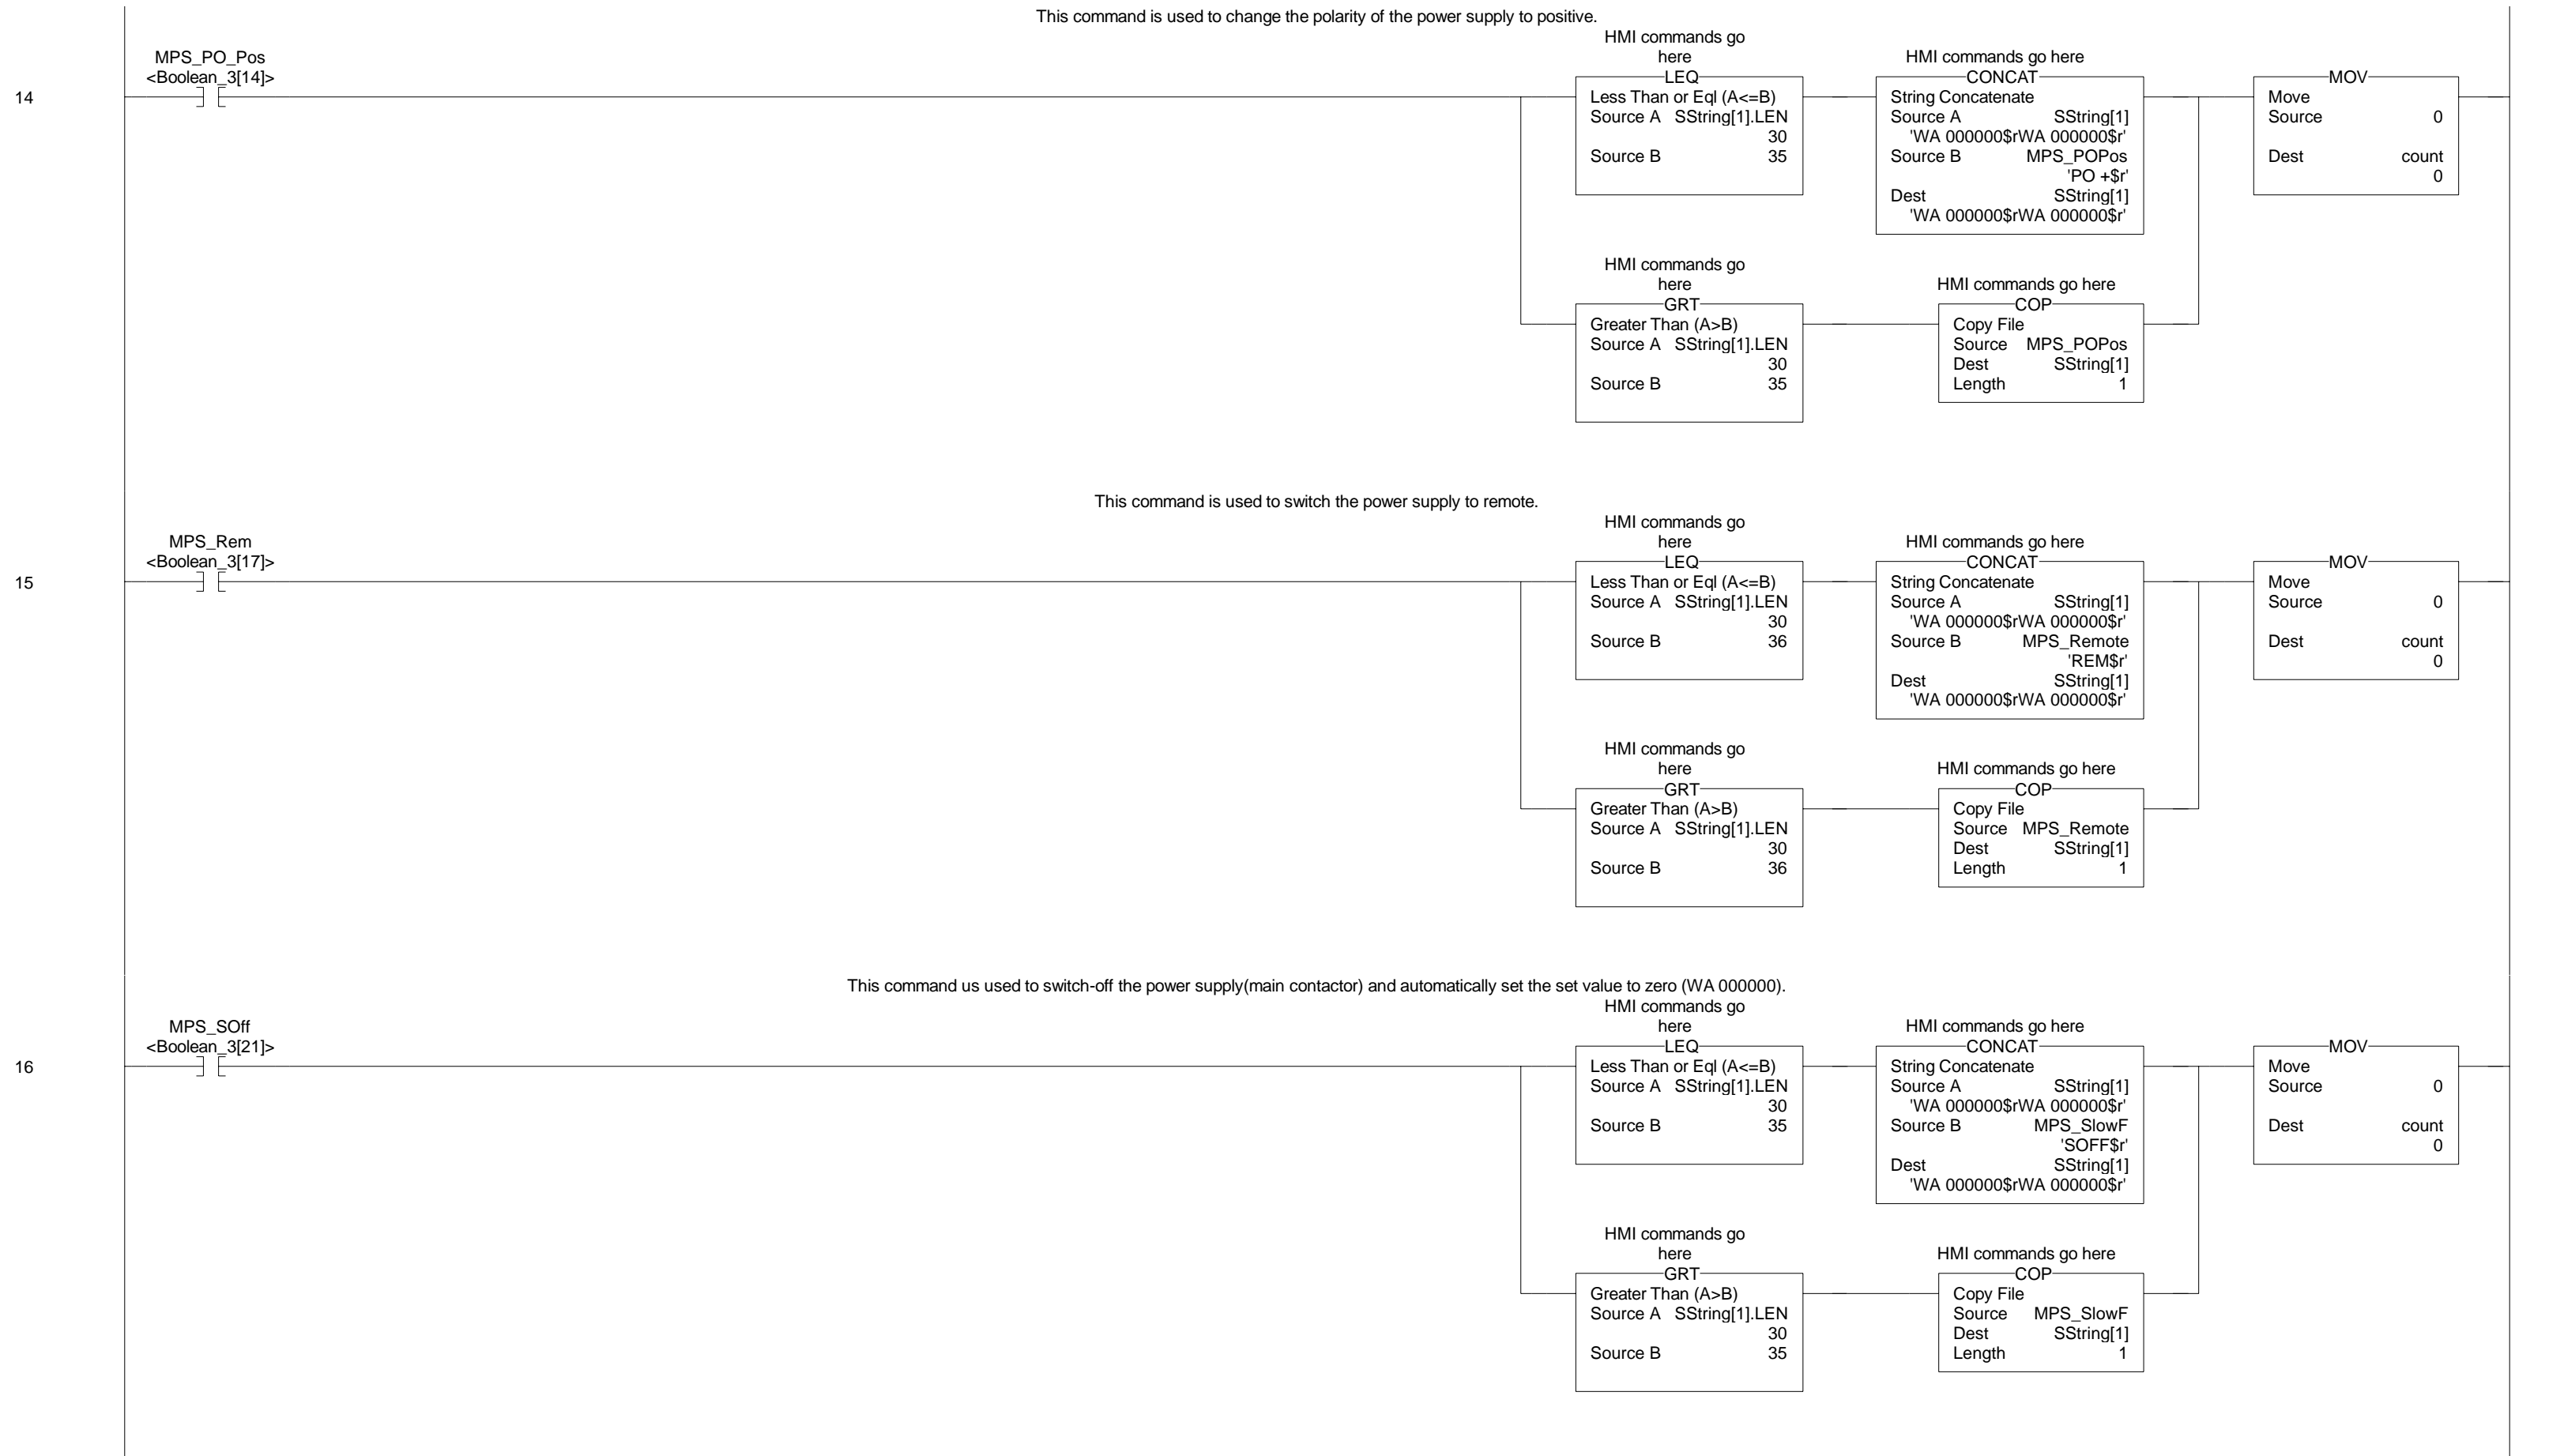 This command is used to change the polarity of the power supply to positive.
MPS_PO_Pos
<Boolean_3[14]>
14
HMI commands go
here
LEQ
Less Than or Eql (A<=B)
Source A SString[1].LEN
30
Source B 35
HMI commands go here
CONCAT
String Concatenate
Source A SString[1]
'WA 000000$rWA 000000$r'
Source B MPS_POPos
'PO +$r'
Dest SString[1]
'WA 000000$rWA 000000$r'
MOV
Move
Source 0
Dest count
0
HMI commands go
here
GRT
Greater Than (A>B)
Source A SString[1].LEN
30
Source B 35
HMI commands go here
COP
Copy File
Source MPS_POPos
Dest SString[1]
Length 1
This command is used to switch the power supply to remote.
MPS_Rem
<Boolean_3[17]>
15
HMI commands go
here
LEQ
Less Than or Eql (A<=B)
Source A SString[1].LEN
30
Source B 36
HMI commands go here
CONCAT
String Concatenate
Source A SString[1]
'WA 000000$rWA 000000$r'
Source B MPS_Remote
'REM$r'
Dest SString[1]
'WA 000000$rWA 000000$r'
MOV
Move
Source 0
Dest count
0
HMI commands go
here
GRT
Greater Than (A>B)
Source A SString[1].LEN
30
Source B 36
HMI commands go here
COP
Copy File
Source MPS_Remote
Dest SString[1]
Length 1
This command us used to switch-off the power supply(main contactor) and automatically set the set value to zero (WA 000000).
MPS_SOff
<Boolean_3[21]>
16
HMI commands go
here
LEQ
Less Than or Eql (A<=B)
Source A SString[1].LEN
30
Source B 35
HMI commands go here
CONCAT
String Concatenate
Source A SString[1]
'WA 000000$rWA 000000$r'
Source B MPS_SlowF
'SOFF$r'
Dest SString[1]
'WA 000000$rWA 000000$r'
MOV
Move
Source 0
Dest count
0
HMI commands go
here
GRT
Greater Than (A>B)
Source A SString[1].LEN
30
Source B 35
HMI commands go here
COP
Copy File
Source MPS_SlowF
Dest SString[1]
Length 1